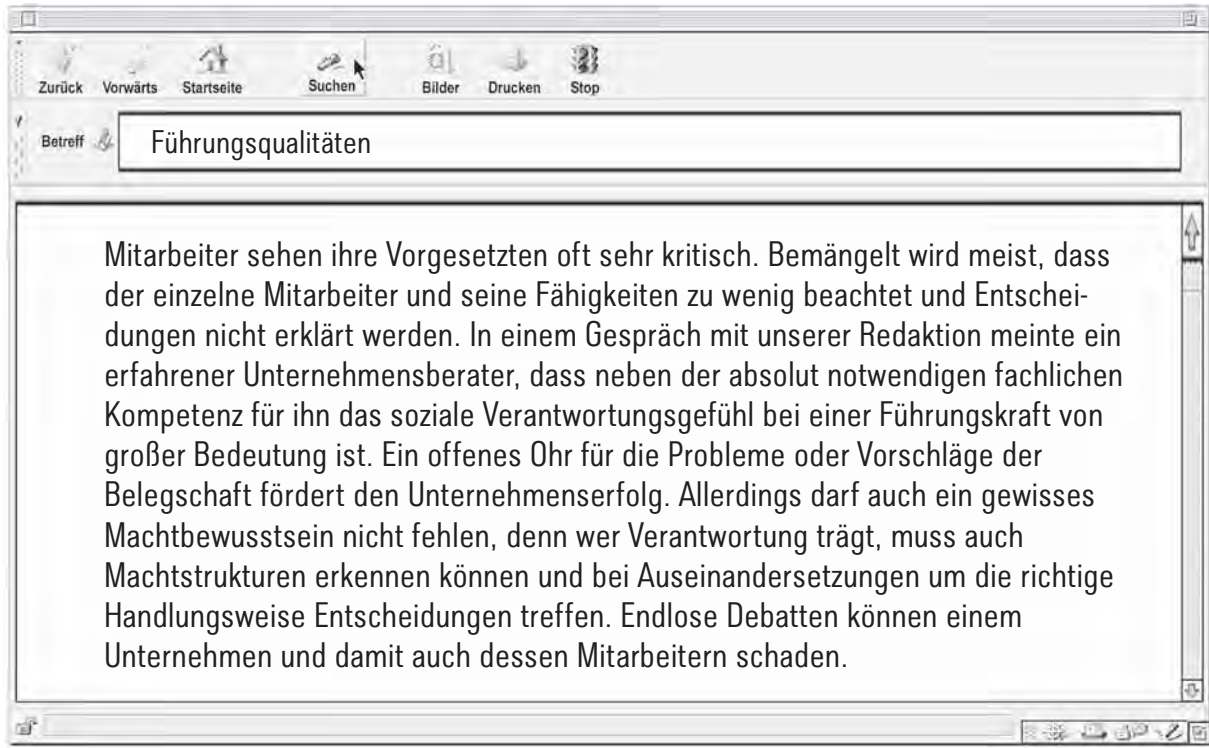 Zurück Vorwärts Startseite Suchen Bilder Drucken Stop
Betreff Führungsqualitäten
Mitarbeiter sehen ihre Vorgesetzten oft sehr kritisch. Bemängelt wird meist, dass
der einzelne Mitarbeiter und seine Fähigkeiten zu wenig beachtet und Entschei-
dungen nicht erklärt werden. In einem Gespräch mit unserer Redaktion meinte ein
erfahrener Unternehmensberater, dass neben der absolut notwendigen fachlichen
Kompetenz für ihn das soziale Verantwortungsgefühl bei einer Führungskraft von
großer Bedeutung ist. Ein offenes Ohr für die Probleme oder Vorschläge der
Belegschaft fördert den Unternehmenserfolg. Allerdings darf auch ein gewisses
Machtbewusstsein nicht fehlen, denn wer Verantwortung trägt, muss auch
Machtstrukturen erkennen können und bei Auseinandersetzungen um die richtige
Handlungsweise Entscheidungen treffen. Endlose Debatten können einem
Unternehmen und damit auch dessen Mitarbeitern schaden.